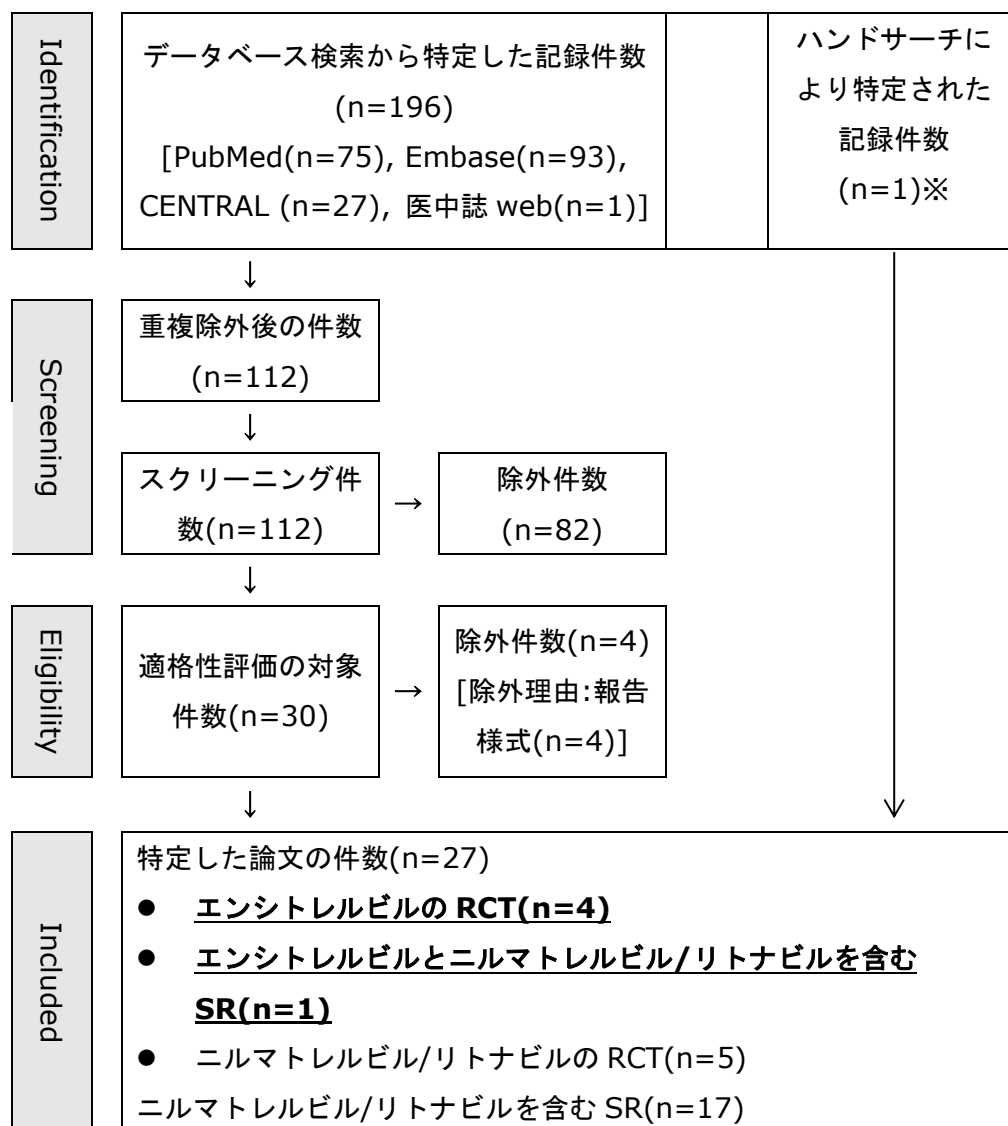 Identification
データベース検索から特定した記録件数
(n=196)
[PubMed(n=75), Embase(n=93),
CENTRAL (n=27), 医中誌 web(n=1)]
ハンドサーチに
より特定された
記録件数
(n=1)※
↓
Screening
重複除外後の件数
(n=112)
↓
スクリーニング件
数(n=112)
→
除外件数
(n=82)
↓
Eligibility
適格性評価の対象
件数(n=30)
→
除外件数(n=4)
[除外理由:報告
様式(n=4)]
↓
Included
特定した論文の件数(n=27)
● エンシトレルビルの RCT(n=4)
● エンシトレルビルとニルマトレルビル/リトナビルを含む
SR(n=1)
● ニルマトレルビル/リトナビルの RCT(n=5)
ニルマトレルビル/リトナビルを含む SR(n=17)